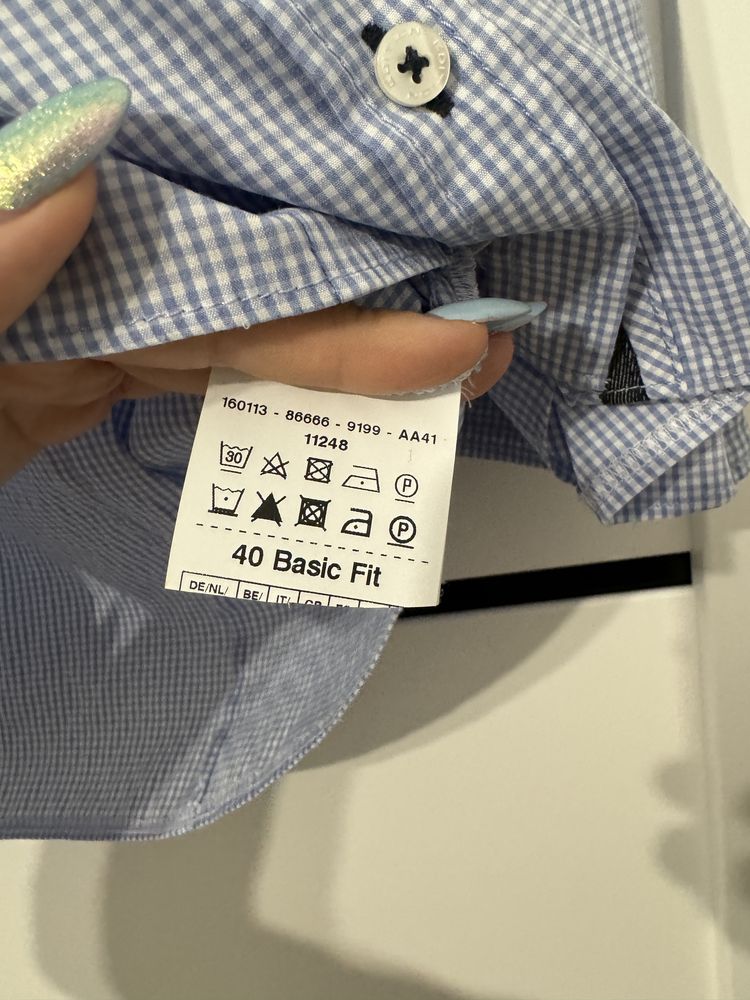 160113 - 86666 - 9199 - AA41
11248
30 P
P
40 Basic Fit
DE/NL/ BE/ IT/